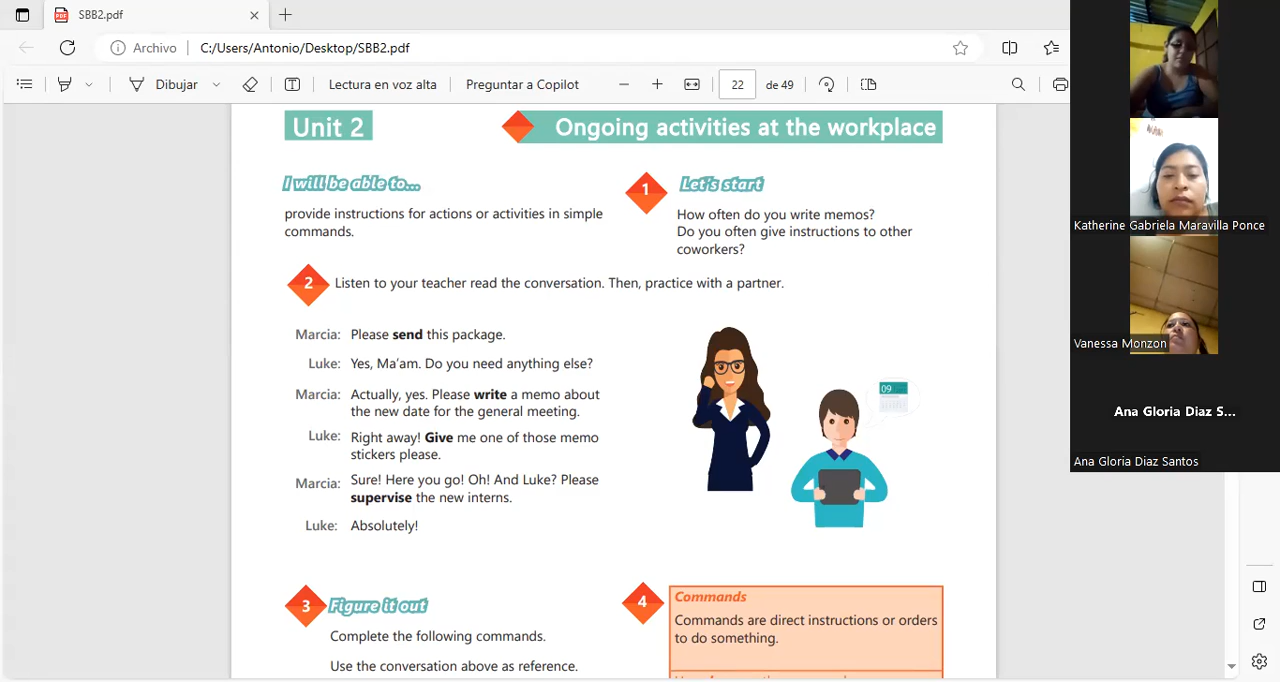 SBB2.pdf
Archivo
C:/Users/Antonio/Desktop/SBB2.pdf
Dibujar
Lectura en voz alta
Preguntar a Copilot
22
de 49
Unit 2
Ongoing activities at the workplace
I will be able to...
provide instructions for actions or activities in simple
commands.
1
Let's start
How often do you write memos?
Do you often give instructions to other
coworkers?
2
Listen to your teacher read the conversation. Then, practice with a partner.
Marcia: Please send this package.
Luke: Yes, Ma'am. Do you need anything else?
Marcia: Actually, yes. Please write a memo about
the new date for the general meeting.
Luke: Right away! Give me one of those memo
stickers please.
Marcia: Sure! Here you go! Oh! And Luke? Please
supervise the new interns.
Luke: Absolutely!
09
3
Figure it out
Complete the following commands.
Use the conversation above as reference.
4
Commands
Commands are direct instructions or orders
to do something.
Katherine Gabriela Maravilla Ponce
Vanessa Monzon
Ana Gloria Diaz S...
Ana Gloria Diaz Santos